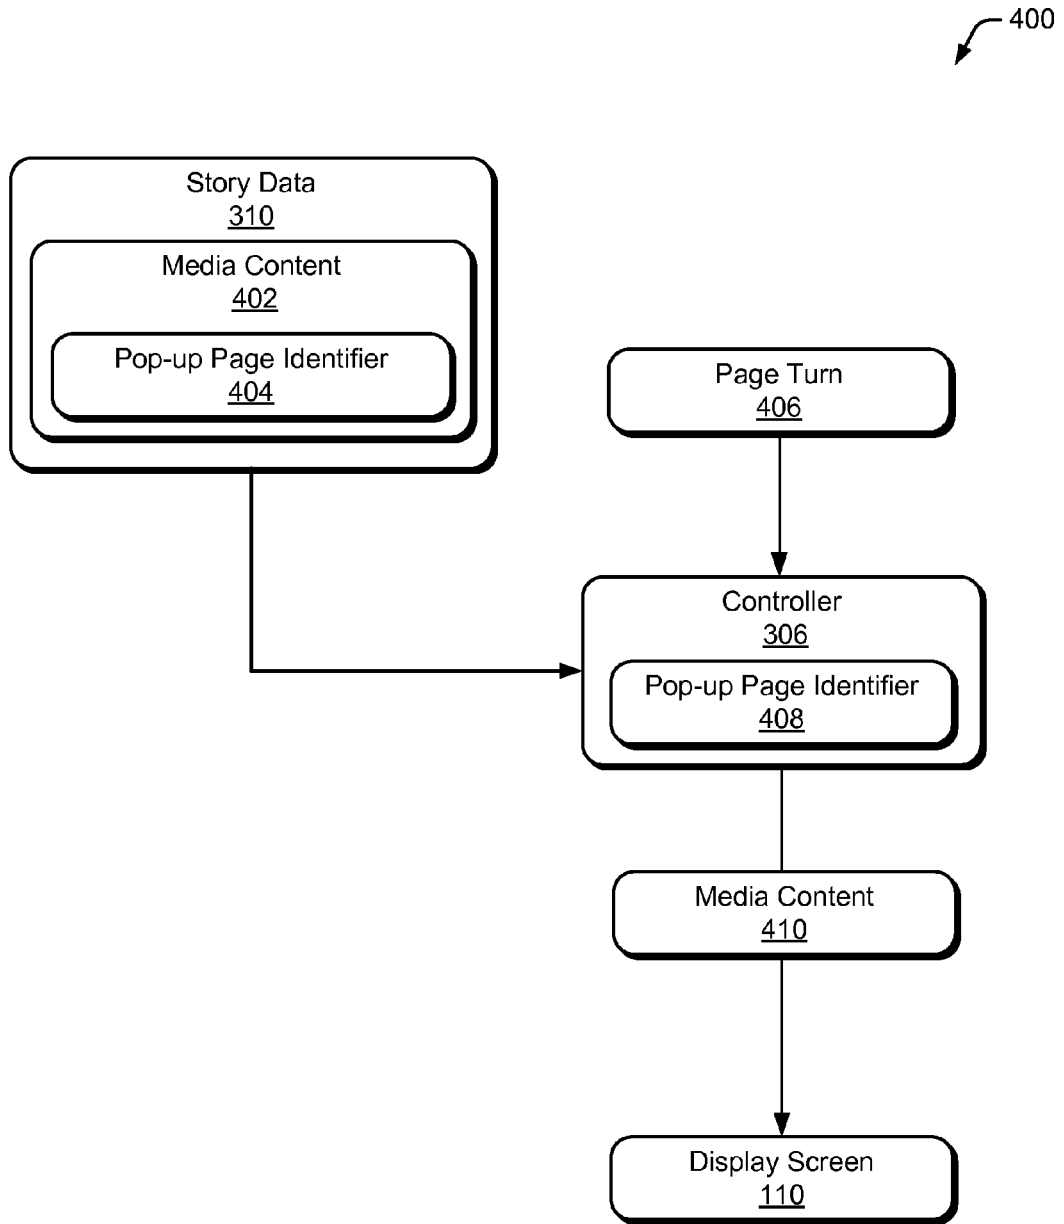 400
Story Data
310
Media Content
402
Pop-up Page Identifier
404
Page Turn
406
Controller
306
Pop-up Page Identifier
408
Media Content
410
Display Screen
110